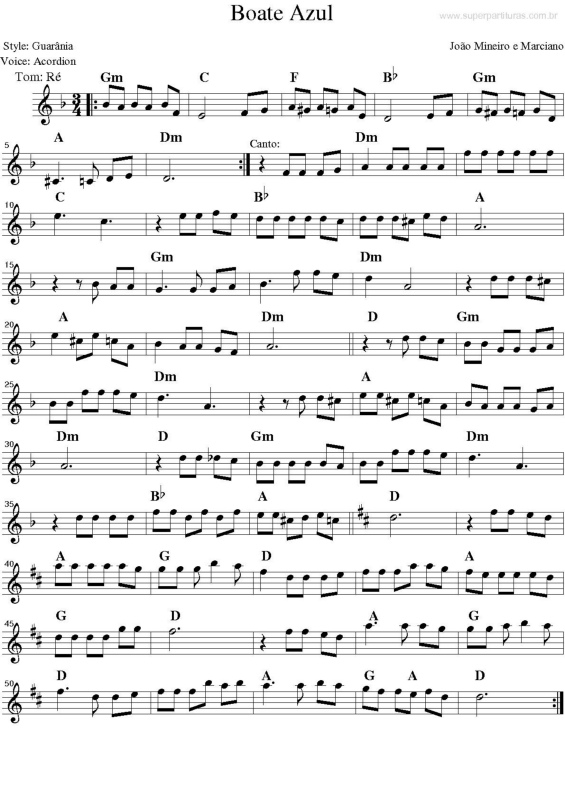 Boate Azul
www.superpartituras.com.br
Style: Guarânia
João Mineiro e Marciano
Voice: Acordion
Tom: Ré
Gm C F B♭ Gm
3/4
5 A Dm Canto: Dm
10 C B♭ A
15 Gm Dm A
20 Dm D Gm
25 Dm A
30 Dm D Gm Dm
35 B♭ A D
40 A G D A
45 G D A G
50 D A G A D